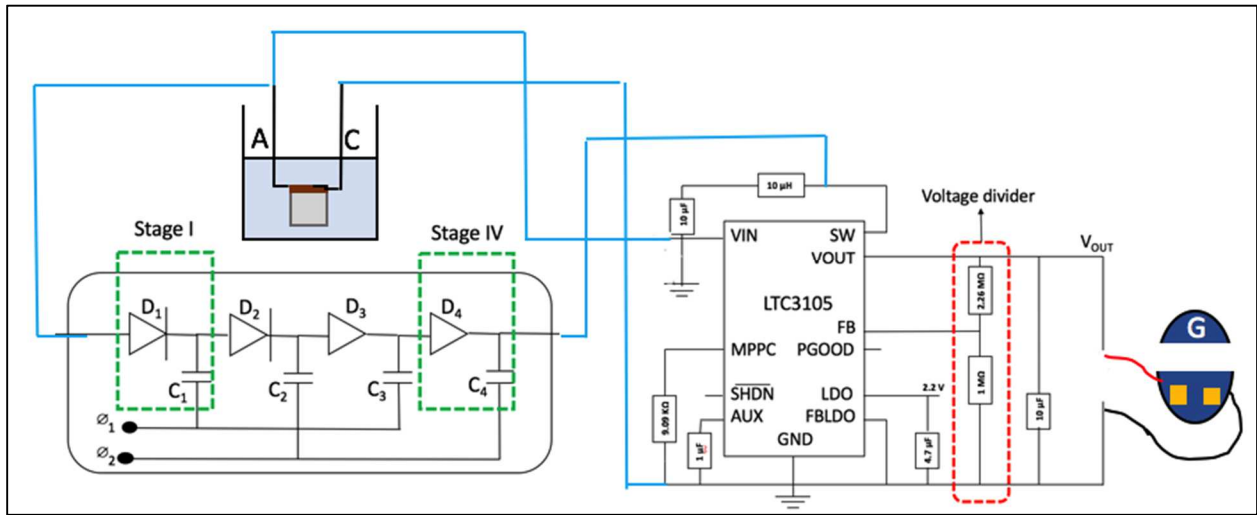 A
C
Stage I
Stage IV
D1
D2
D3
D4
C1
C2
C3
C4
ø1
ø2
10 µH
10 µF
Voltage divider
VIN
SW
VOUT
VOUT
LTC3105
2.26 MΩ
FB
MPPC
PGOOD
1 MΩ
SHDN
LDO
2.2 V
AUX
FBLDO
GND
9.09 KΩ
1 µF
4.7 µF
10 µF
G